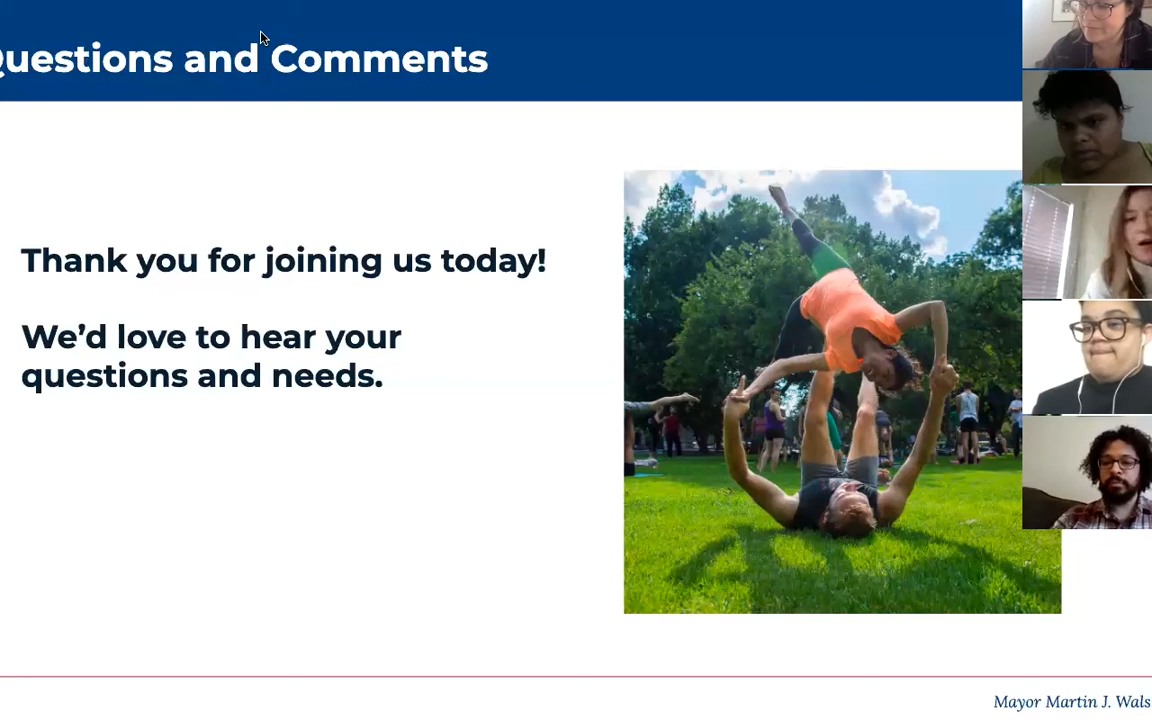 Questions and Comments
Thank you for joining us today!
We’d love to hear your
questions and needs.
Mayor Martin J. Wals